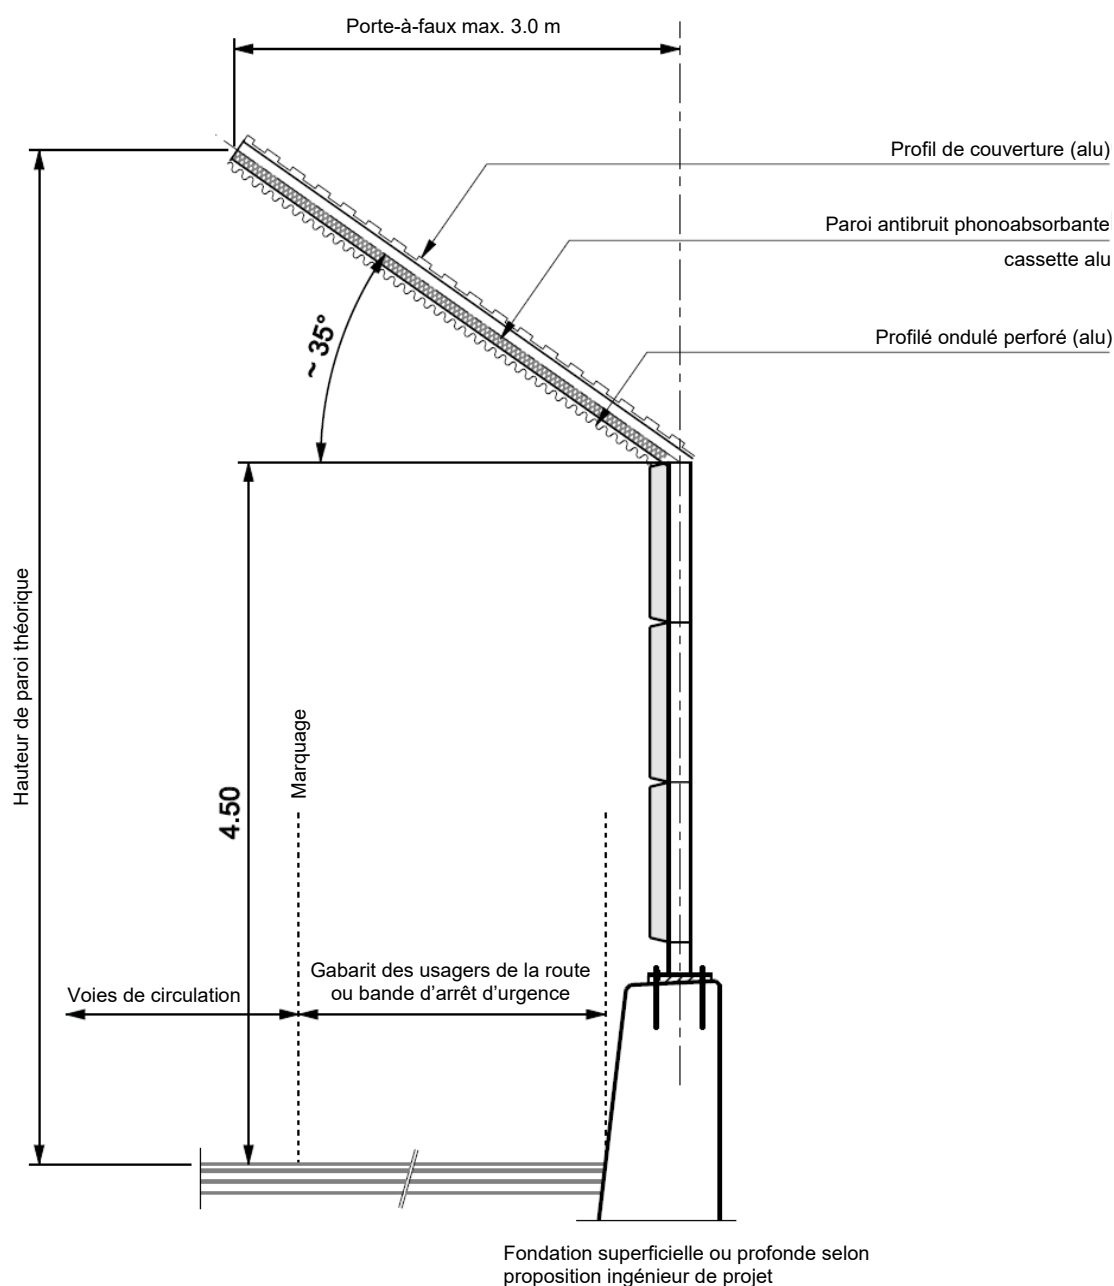 Porte-à-faux max. 3.0 m
Profil de couverture (alu)
Paroi antibruit phonoabsorbante
cassette alu
Profilé ondulé perforé (alu)
~ 35°
Hauteur de paroi théorique
4.50
Marquage
Voies de circulation
Gabarit des usagers de la route
ou bande d’arrêt d’urgence
Fondation superficielle ou profonde selon
proposition ingénieur de projet